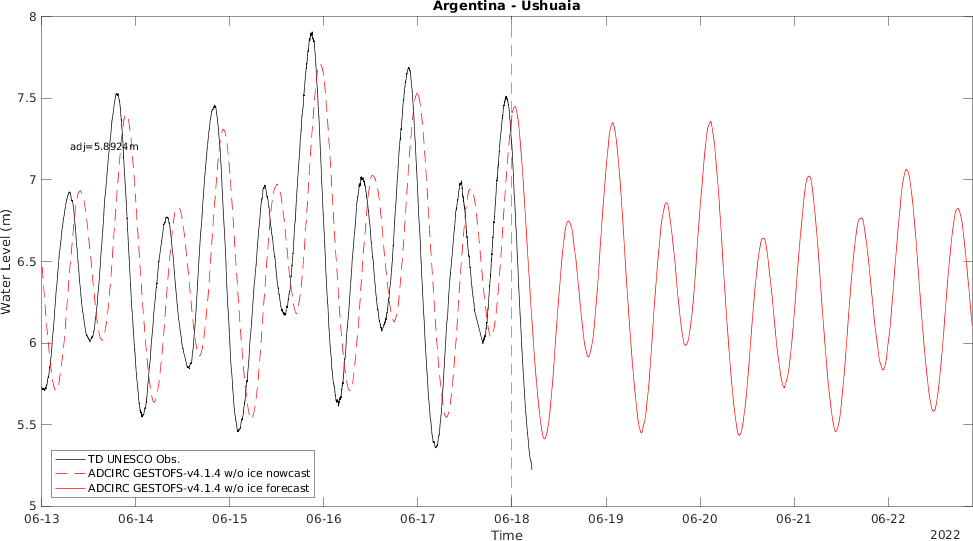 Argentina - Ushuaia
8
7.5
adj=5.8924m
7
6.5
6
5.5
5
Water Level (m)
TD UNESCO Obs.
ADCIRC GESTOFS-v4.1.4 w/o ice nowcast
ADCIRC GESTOFS-v4.1.4 w/o ice forecast
06-13 06-14 06-15 06-16 06-17 06-18 06-19 06-20 06-21 06-22
Time
2022